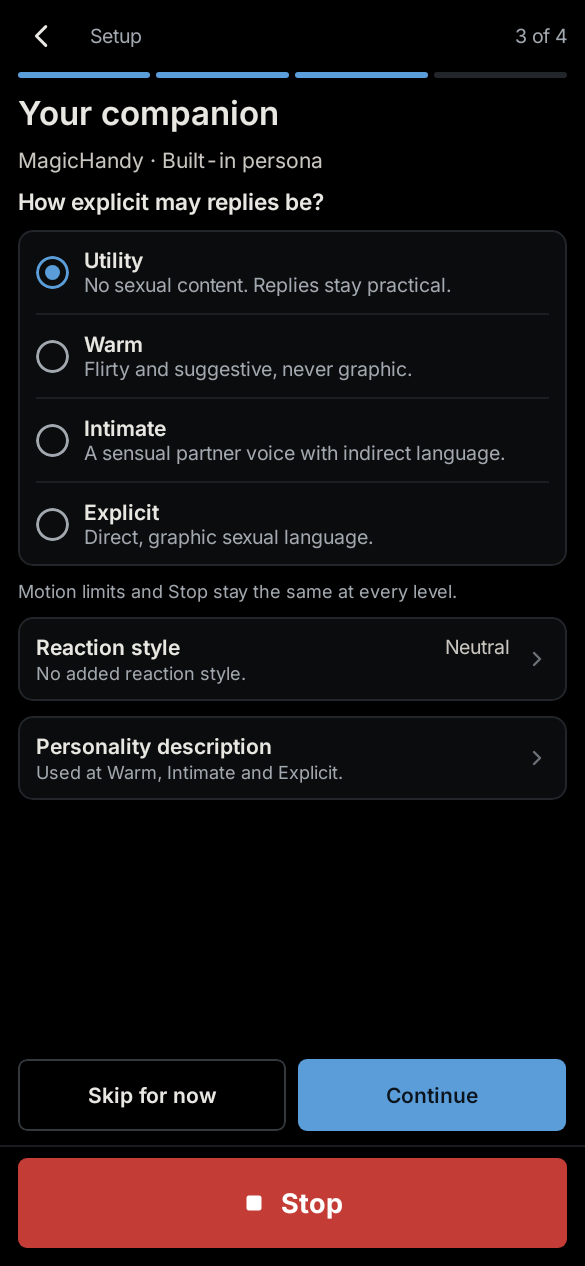 Setup
3 of 4
Your companion
MagicHandy · Built-in persona
How explicit may replies be?
Utility
No sexual content. Replies stay practical.
Warm
Flirty and suggestive, never graphic.
Intimate
A sensual partner voice with indirect language.
Explicit
Direct, graphic sexual language.
Motion limits and Stop stay the same at every level.
Reaction style
Neutral
No added reaction style.
Personality description
Used at Warm, Intimate and Explicit.
Skip for now
Continue
Stop